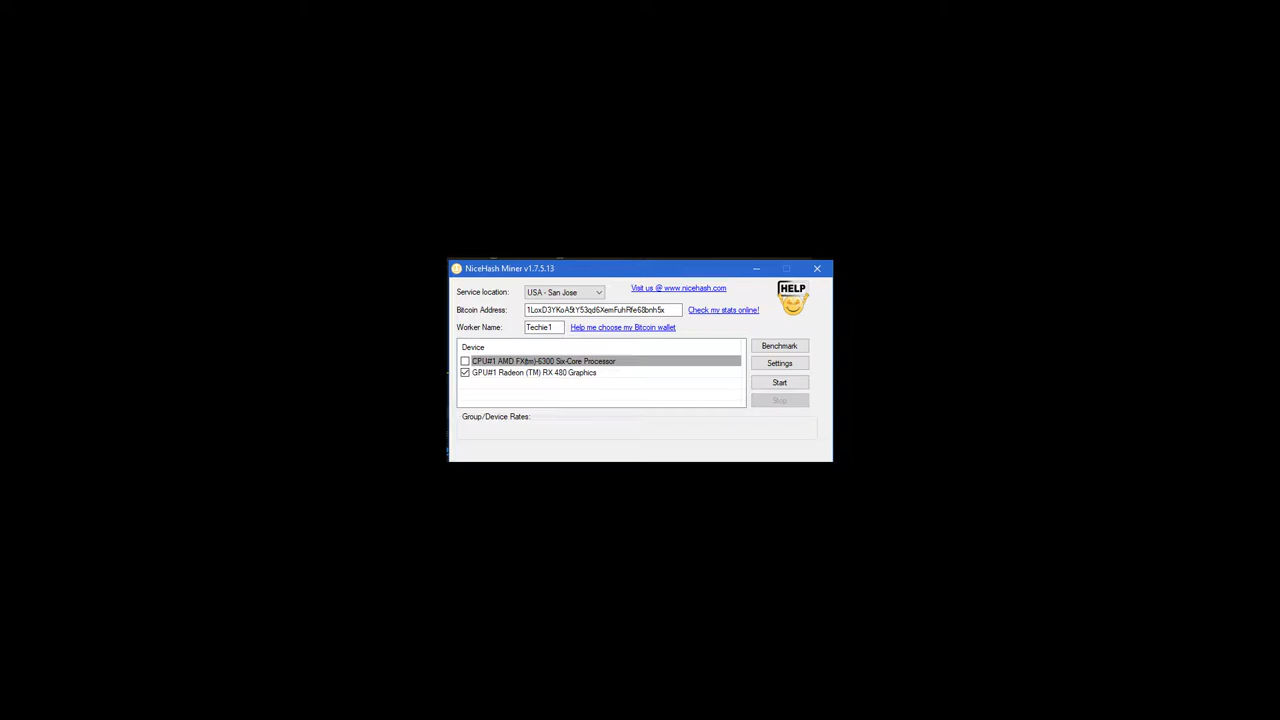 NiceHash Miner v1.7.5.13
Service location: USA - San Jose Visit us @ www.nicehash.com HELP
Bitcoin Address: 1LoxD3YKoA5tY53qd6XemFuhRfe68bnh5x Check my stats online!
Worker Name: Techie1 Help me choose my Bitcoin wallet
Device Benchmark
CPU#1 AMD FX(tm)-6300 Six-Core Processor Settings
GPU#1 Radeon (TM) RX 480 Graphics Start
Stop
Group/Device Rates: